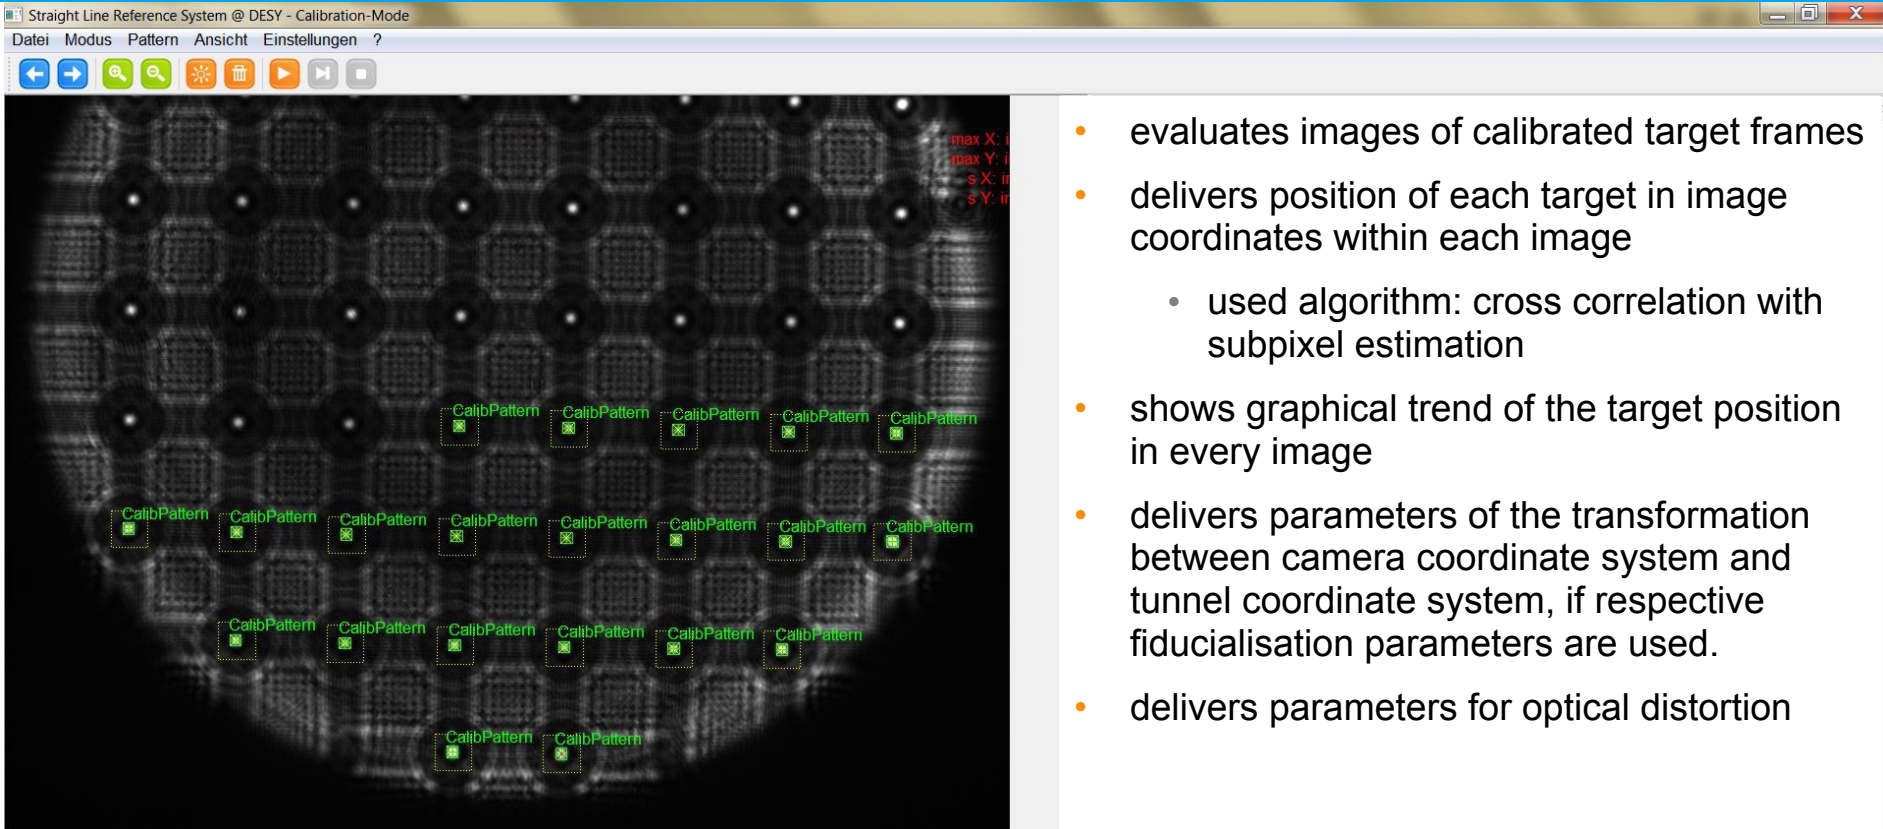 Straight Line Reference System @ DESY - Calibration-Mode
Datei Modus Pattern Ansicht Einstellungen ?
max X: i
max Y: i
s X: i
s Y: i
CalibPattern CalibPattern CalibPattern CalibPattern CalibPattern
CalibPattern CalibPattern CalibPattern CalibPattern CalibPattern CalibPattern CalibPattern CalibPattern
CalibPattern CalibPattern CalibPattern CalibPattern CalibPattern CalibPattern
CalibPattern CalibPattern
• evaluates images of calibrated target frames
• delivers position of each target in image
coordinates within each image
• used algorithm: cross correlation with
subpixel estimation
• shows graphical trend of the target position
in every image
• delivers parameters of the transformation
between camera coordinate system and
tunnel coordinate system, if respective
fiducialisation parameters are used.
• delivers parameters for optical distortion